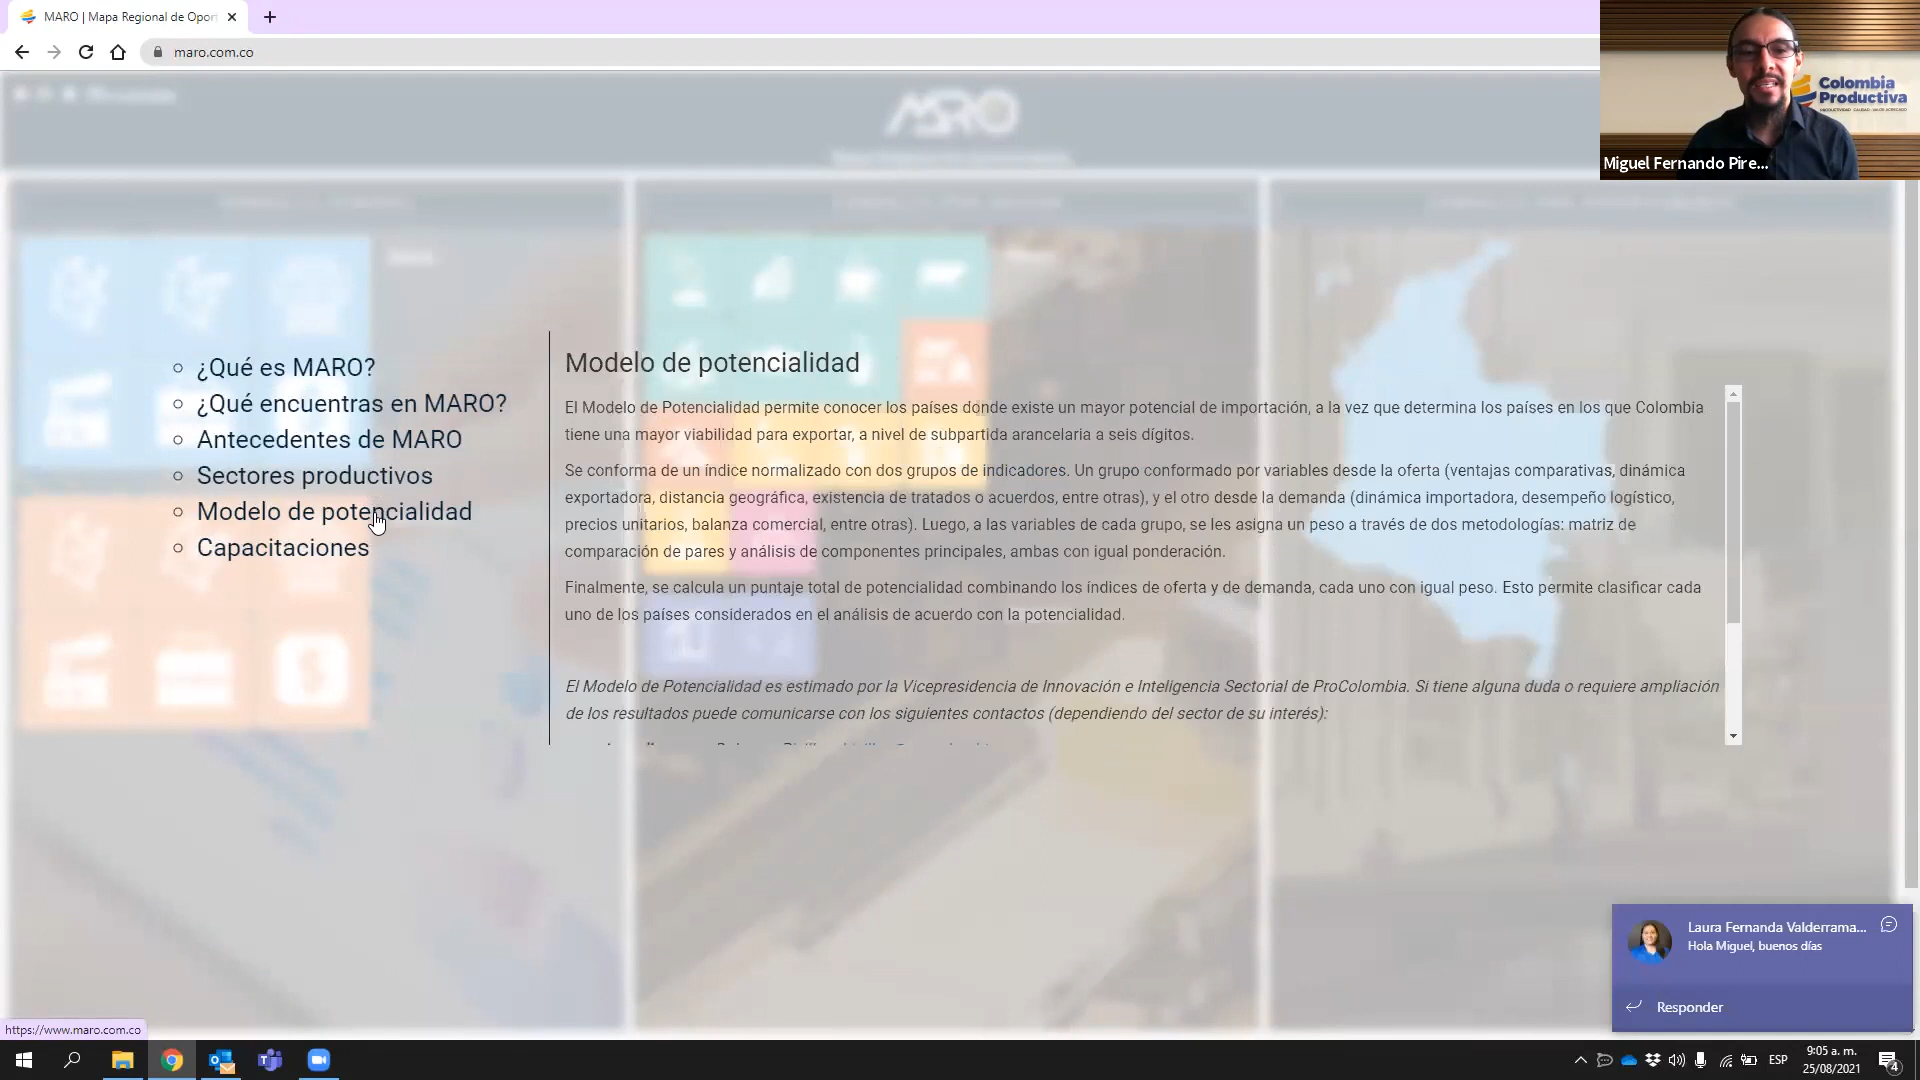 MARO | Mapa Regional de Opor
maro.com.co
MARO
Colombia
Productiva
Miguel Fernando Pire...
¿Qué es MARO?
¿Qué encuentras en MARO?
Antecedentes de MARO
Sectores productivos
Modelo de potencialidad
Capacitaciones
Modelo de potencialidad
El Modelo de Potencialidad permite conocer los países donde existe un mayor potencial de importación, a la vez que determina los países en los que Colombia
tiene una mayor viabilidad para exportar, a nivel de subpartida arancelaria a seis dígitos.
Se conforma de un índice normalizado con dos grupos de indicadores. Un grupo conformado por variables desde la oferta (ventajas comparativas, dinámica
exportadora, distancia geográfica, existencia de tratados o acuerdos, entre otras), y el otro desde la demanda (dinámica importadora, desempeño logístico,
precios unitarios, balanza comercial, entre otras). Luego, a las variables de cada grupo, se les asigna un peso a través de dos metodologías: matriz de
comparación de pares y análisis de componentes principales, ambas con igual ponderación.
Finalmente, se calcula un puntaje total de potencialidad combinando los índices de oferta y de demanda, cada uno con igual peso. Esto permite clasificar cada
uno de los países considerados en el análisis de acuerdo con la potencialidad.
El Modelo de Potencialidad es estimado por la Vicepresidencia de Innovación e Inteligencia Sectorial de ProColombia. Si tiene alguna duda o requiere ampliación
de los resultados puede comunicarse con los siguientes contactos (dependiendo del sector de su interés):
Laura Fernanda Valderrama...
Hola Miguel, buenos días
Responder
https://www.maro.com.co
ESP
9:05 a. m.
25/08/2021
4